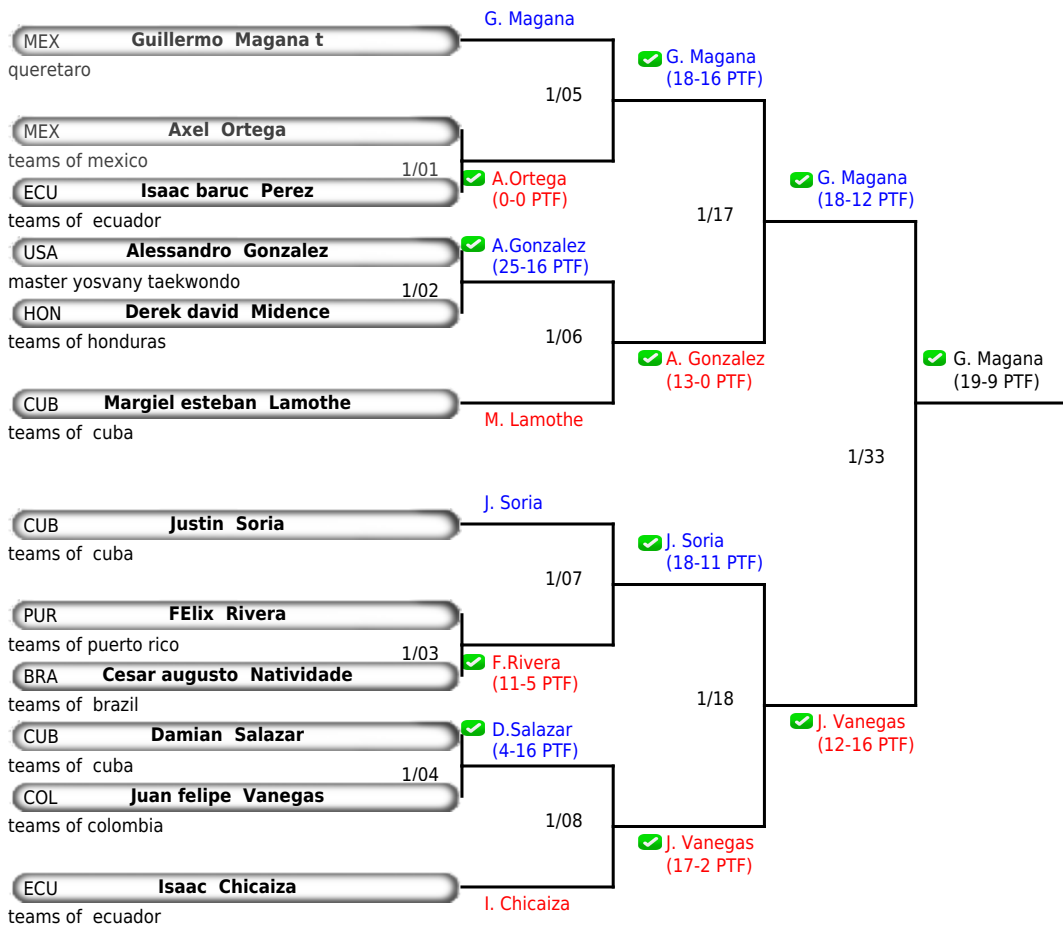 G. Magana
MEX Guillermo Magana t
queretaro
G. Magana
(18-16 PTF)
1/05
MEX Axel Ortega
teams of mexico
1/01
A.Ortega
(0-0 PTF)
ECU Isaac baruc Perez
teams of ecuador
G. Magana
(18-12 PTF)
1/17
USA Alessandro Gonzalez
master yosvany taekwondo
A.Gonzalez
(25-16 PTF)
1/02
HON Derek david Midence
teams of honduras
1/06
A. Gonzalez
(13-0 PTF)
G. Magana
(19-9 PTF)
CUB Margiel esteban Lamothe
teams of cuba
M. Lamothe
1/33
J. Soria
CUB Justin Soria
teams of cuba
J. Soria
(18-11 PTF)
1/07
PUR FElix Rivera
teams of puerto rico
1/03
F.Rivera
(11-5 PTF)
BRA Cesar augusto Natividade
teams of brazil
1/18
J. Vanegas
(12-16 PTF)
CUB Damian Salazar
teams of cuba
D.Salazar
(4-16 PTF)
1/04
COL Juan felipe Vanegas
teams of colombia
1/08
J. Vanegas
(17-2 PTF)
ECU Isaac Chicaiza
teams of ecuador
I. Chicaiza